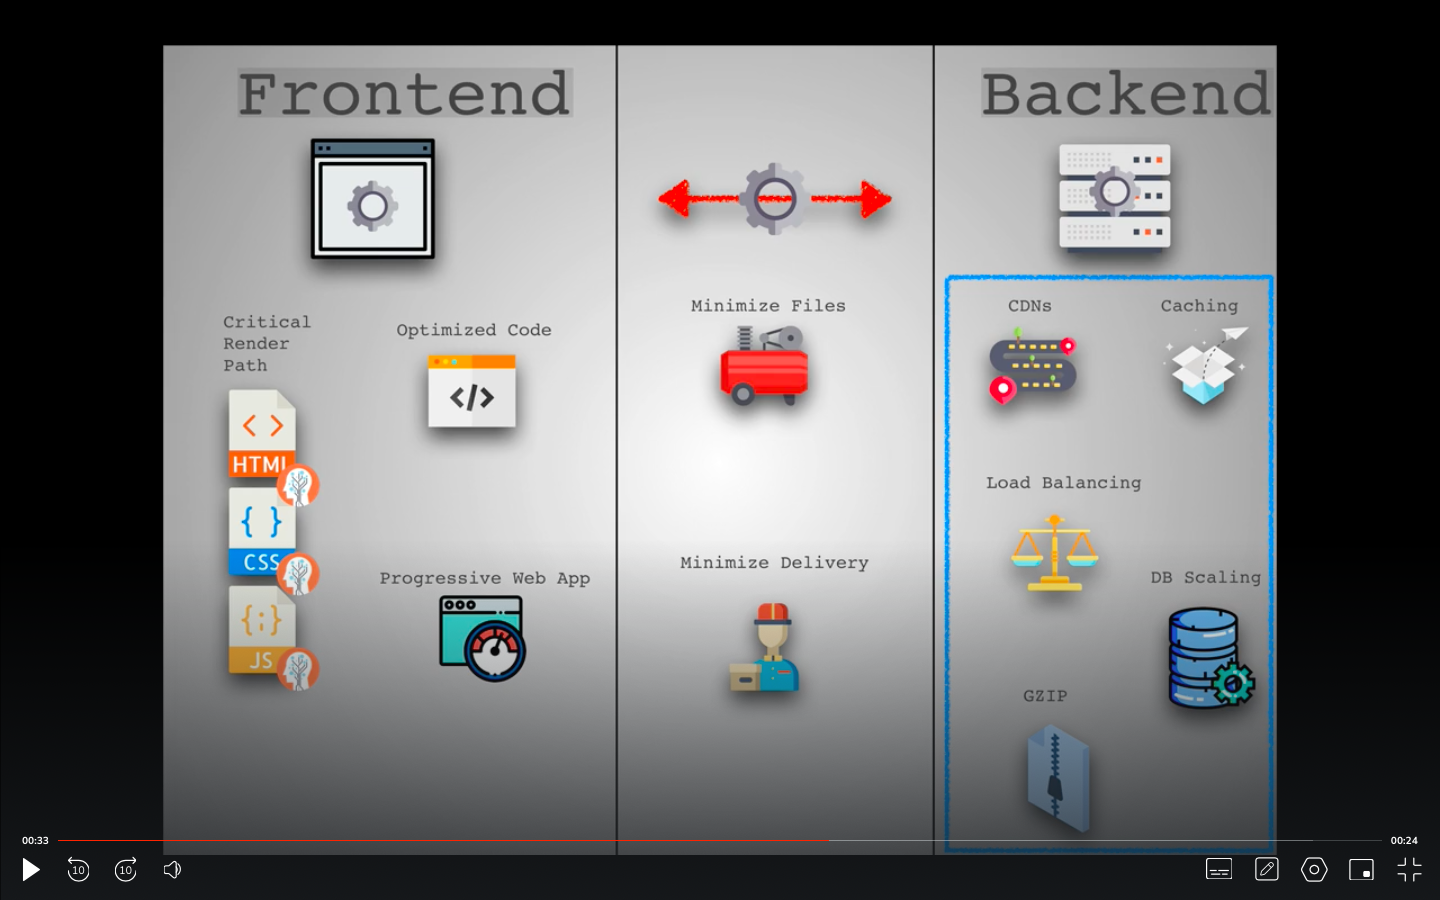 Frontend
Backend
Critical
Render
Path
Optimized Code
HTML
CSS
JS
Progressive Web App
Minimize Files
Minimize Delivery
CDNs
Caching
Load Balancing
DB Scaling
GZIP
00:33
00:24
10
10